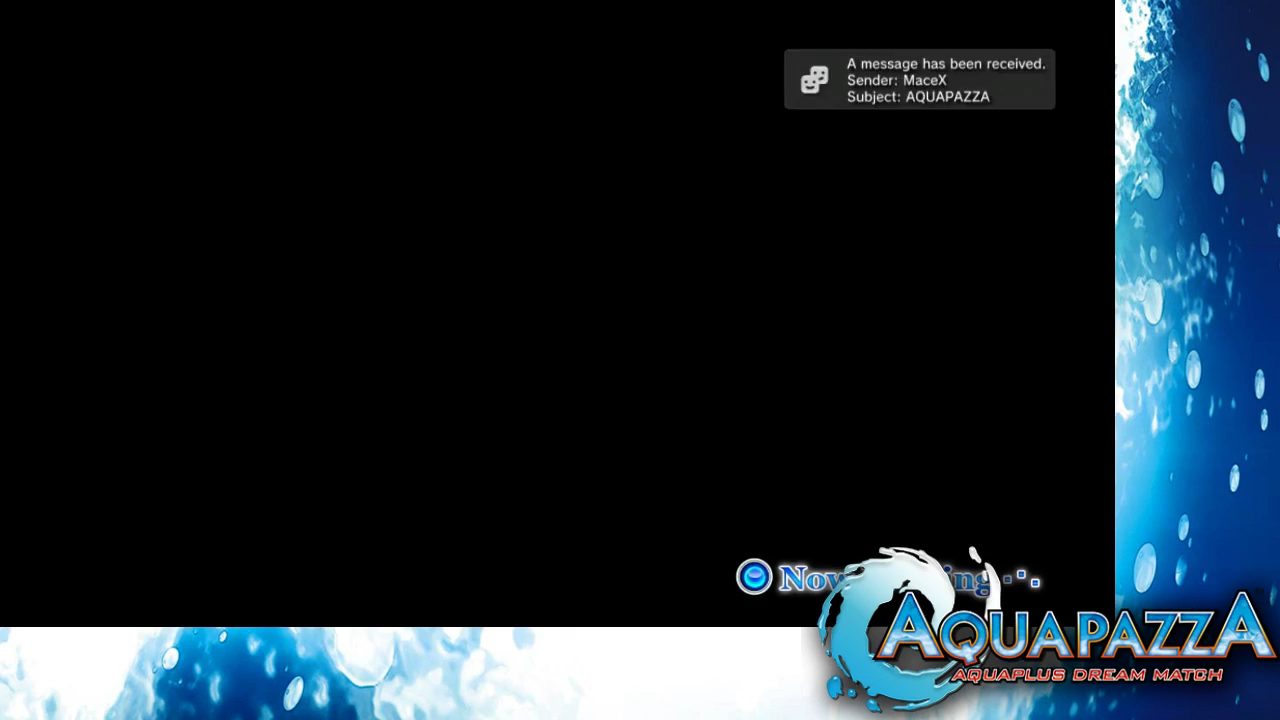 A message has been received.
Sender: MaceX
Subject: AQUAPAZZA
AQUAPAZZA
AQUAPLUS DREAM MATCH